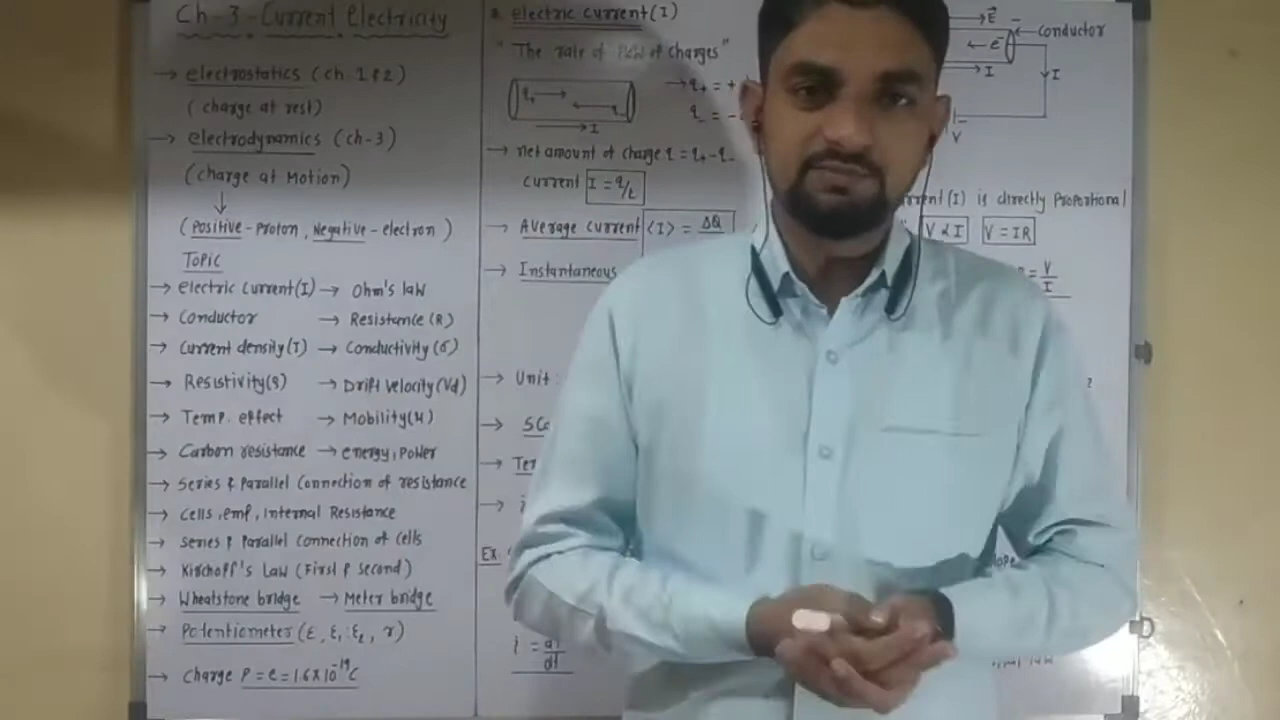 Ch-3-Current Electricity
→ electrostatics (ch-1&2)
(charge at rest)
→ electrodynamics (ch-3)
(charge at Motion)
↓
(Positive-Proton, Negative-electron)
Topic
→ electric current(I) → Ohm's law
→ Conductor → Resistance (R)
→ Current density(I) → Conductivity (σ)
→ Resistivity(ρ) → Drift velocity(Vd)
→ Temp. effect → Mobility(μ)
→ Carbon resistance → energy, Power
→ Series & Parallel Connection of resistance
→ Cells, emf, Internal Resistance
→ Series & Parallel Connection of Cells
→ Kirchoff's Law (First & second)
→ Wheatstone bridge → Meter bridge
→ Potentiometer (ε, ε₁:ε₂, r)
→ Charge P=e=1.6×10⁻¹⁹C
electric current(I)
"The rate of flow of charges"
q₊ → ← q₋
→ I
→ q₊ = +
q₋ = -
→ net amount of charge q = q₊-q₋
current I = q/t
→ Average current ⟨I⟩ = ΔQ
→ Instantaneous
→ Unit:
→
→
→ i
Ex.
i = dq/dt
→ E⃗ -
← e⁻ ← conductor
→ I I
V
(I) is directly Proportional
V ∝ I V = IR
= V/I
?